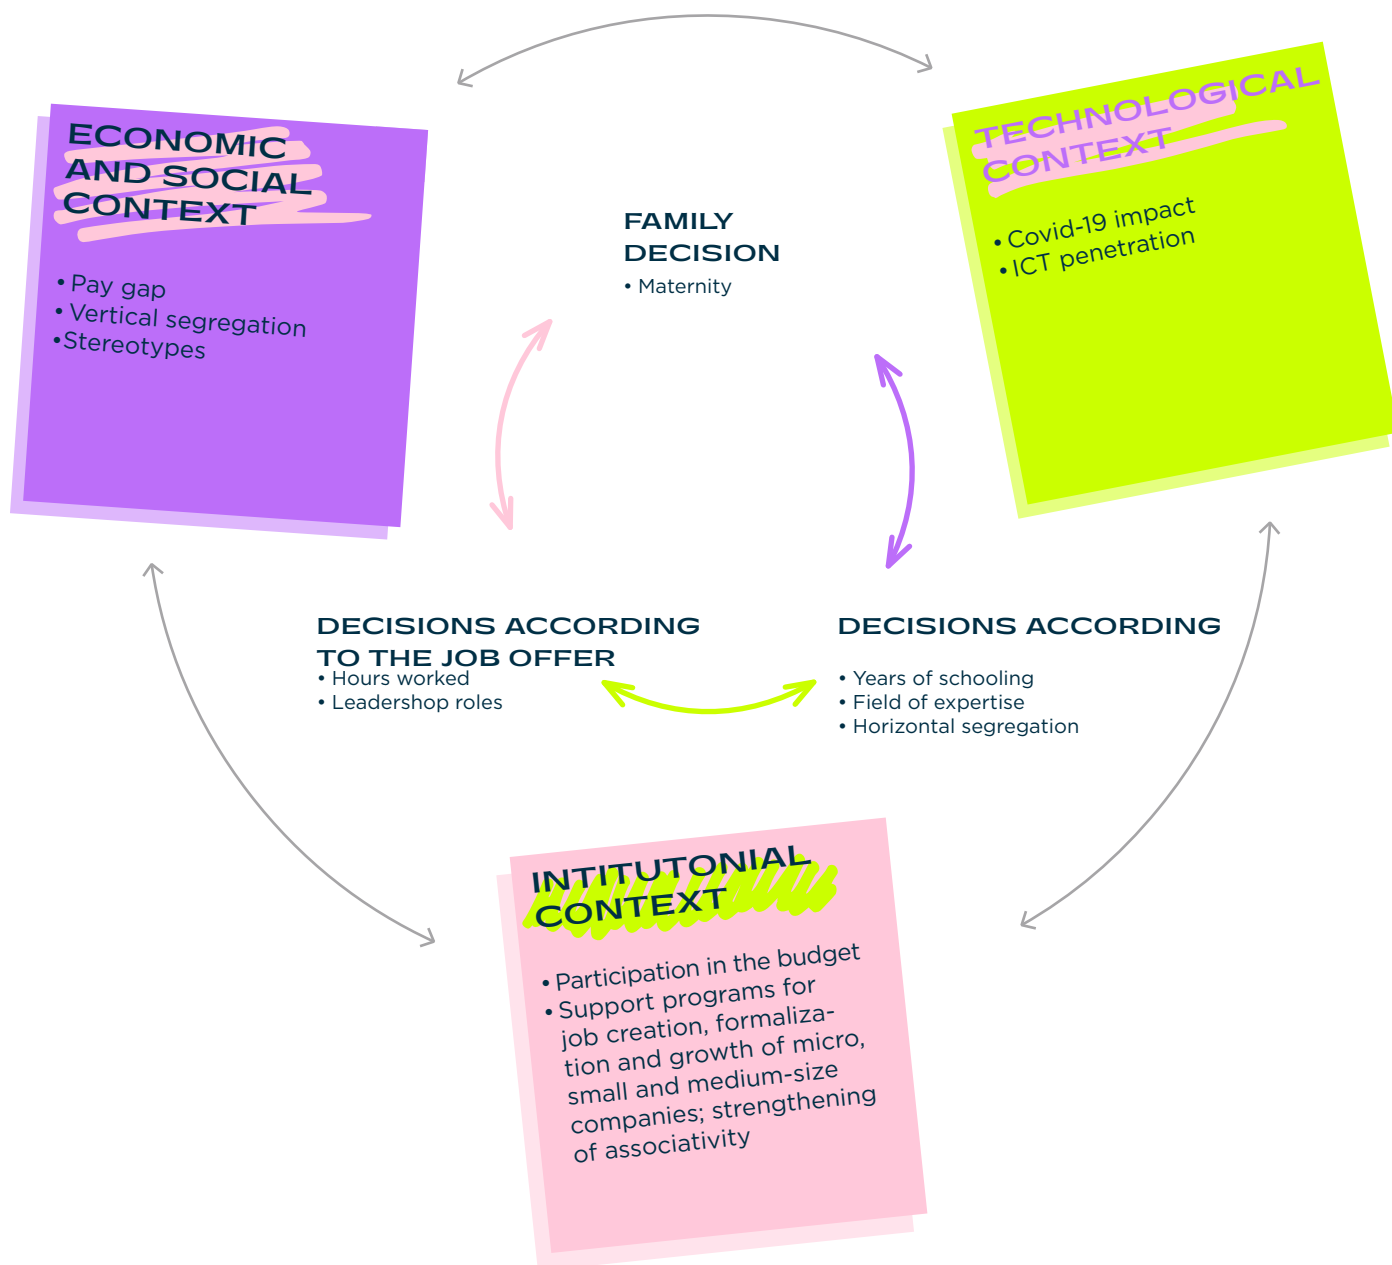 ECONOMIC
AND SOCIAL
CONTEXT
• Pay gap
• Vertical segregation
•Stereotypes
FAMILY
DECISION
• Maternity
TECHNOLOGICAL
CONTEXT
• Covid-19 impact
• ICT penetration
DECISIONS ACCORDING
TO THE JOB OFFER
• Hours worked
• Leadershop roles
DECISIONS ACCORDING
• Years of schooling
• Field of expertise
• Horizontal segregation
INTITUTONIAL
CONTEXT
• Participation in the budget
• Support programs for
job creation, formaliza-
tion and growth of micro,
small and medium-size
companies; strengthening
of associativity